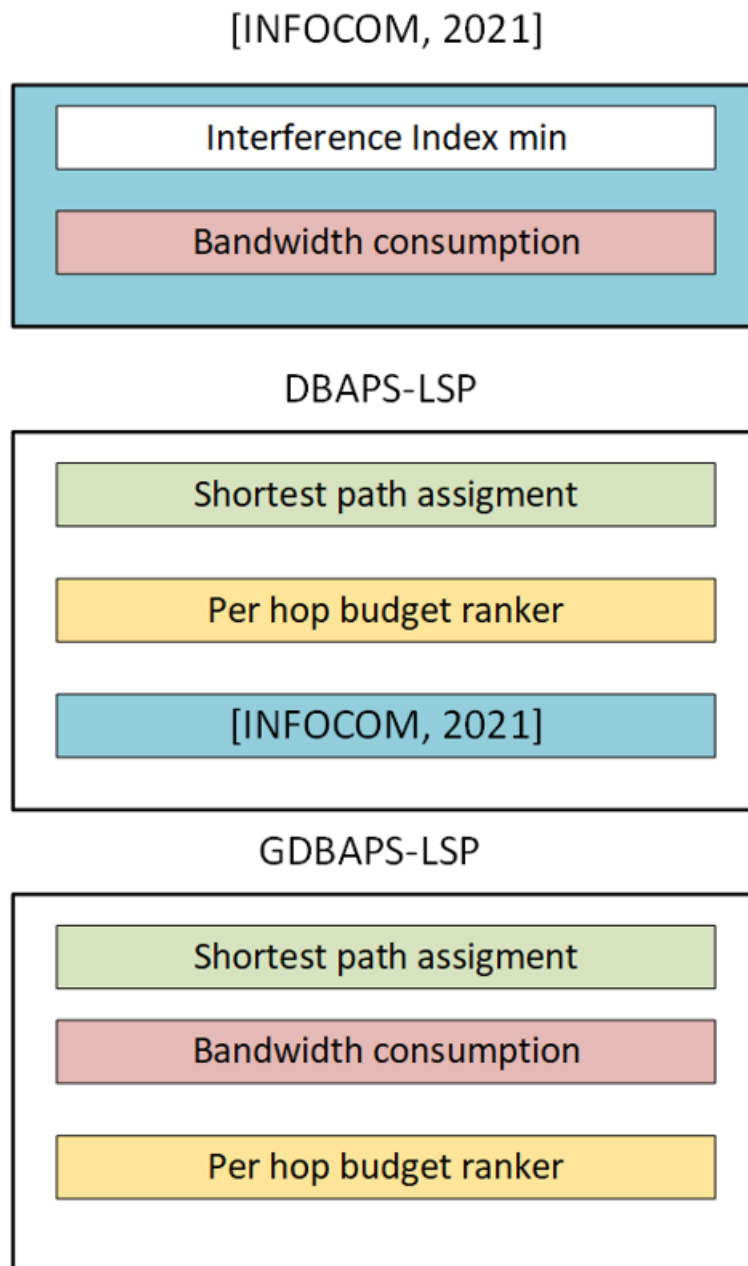 [INFOCOM, 2021]
Interference Index min
Bandwidth consumption
DBAPS-LSP
Shortest path assigment
Per hop budget ranker
[INFOCOM, 2021]
GDBAPS-LSP
Shortest path assigment
Bandwidth consumption
Per hop budget ranker